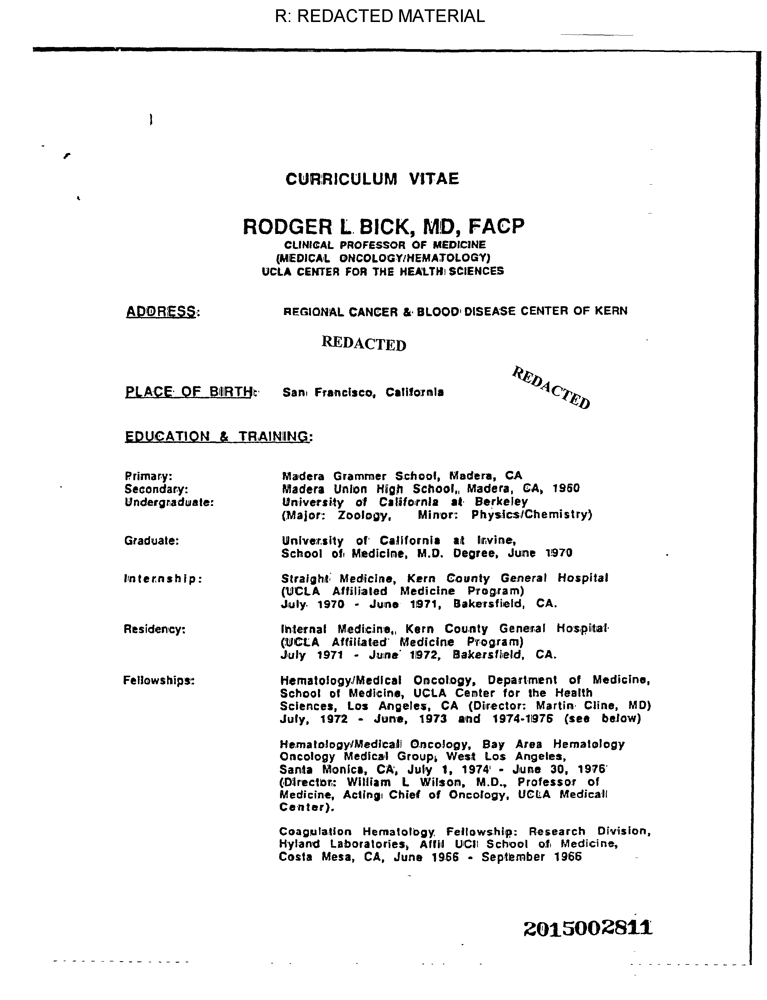 R: REDACTED MATERIAL
CURRICULUM VITAE
RODGER L. BICK, MD, FACP
CLINICAL PROFESSOR OF MEDICINE
(MEDICAL ONCOLOGY/HEMATOLOGY)
UCLA CENTER FOR THE HEALTH SCIENCES
ADDRESS: REGIONAL CANCER & BLOOD DISEASE CENTER OF KERN
REDACTED
REDACTED
PLACE OF BIRTH: San Francisco, California
EDUCATION & TRAINING:
Primary: Madera Grammer School, Madera, CA
Secondary: Madera Union High School, Madera, CA, 1960
Undergraduate: University of California at Berkeley
(Major: Zoology, Minor: Physics/Chemistry)
Graduate: University of California at Irvine,
School of Medicine, M.D. Degree, June 1970
Internship: Straight Medicine, Kern County General Hospital
(UCLA Affiliated Medicine Program)
July 1970 - June 1971, Bakersfield, CA.
Residency: Internal Medicine, Kern County General Hospital
(UCLA Affiliated Medicine Program)
July 1971 - June 1972, Bakersfield, CA.
Fellowships: Hematology/Medical Oncology, Department of Medicine,
School of Medicine, UCLA Center for the Health
Sciences, Los Angeles, CA (Director: Martin Cline, MD)
July, 1972 - June, 1973 and 1974-1976 (see below)
Hematology/Medical Oncology, Bay Area Hematology
Oncology Medical Group, West Los Angeles,
Santa Monica, CA, July 1, 1974 - June 30, 1976
(Director: William L Wilson, M.D., Professor of
Medicine, Acting Chief of Oncology, UCLA Medical
Center).
Coagulation Hematology Fellowship: Research Division,
Hyland Laboratories, Affil UCI School of Medicine,
Costa Mesa, CA, June 1966 - September 1966
2015002811